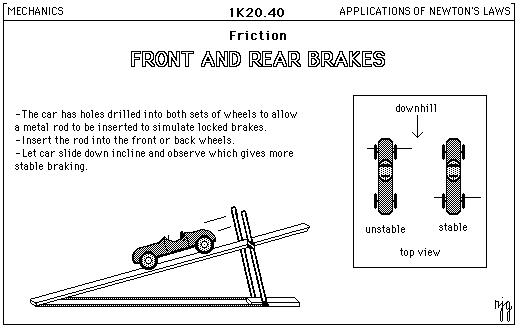 MECHANICS
1K20.40
APPLICATIONS OF NEWTON'S LAWS
Friction
FRONT AND REAR BRAKES
-The car has holes drilled into both sets of wheels to allow
a metal rod to be inserted to simulate locked brakes.
-Insert the rod into the front or back wheels.
-Let car slide down incline and observe which gives more
stable braking.
downhill
unstable
stable
top view
njg